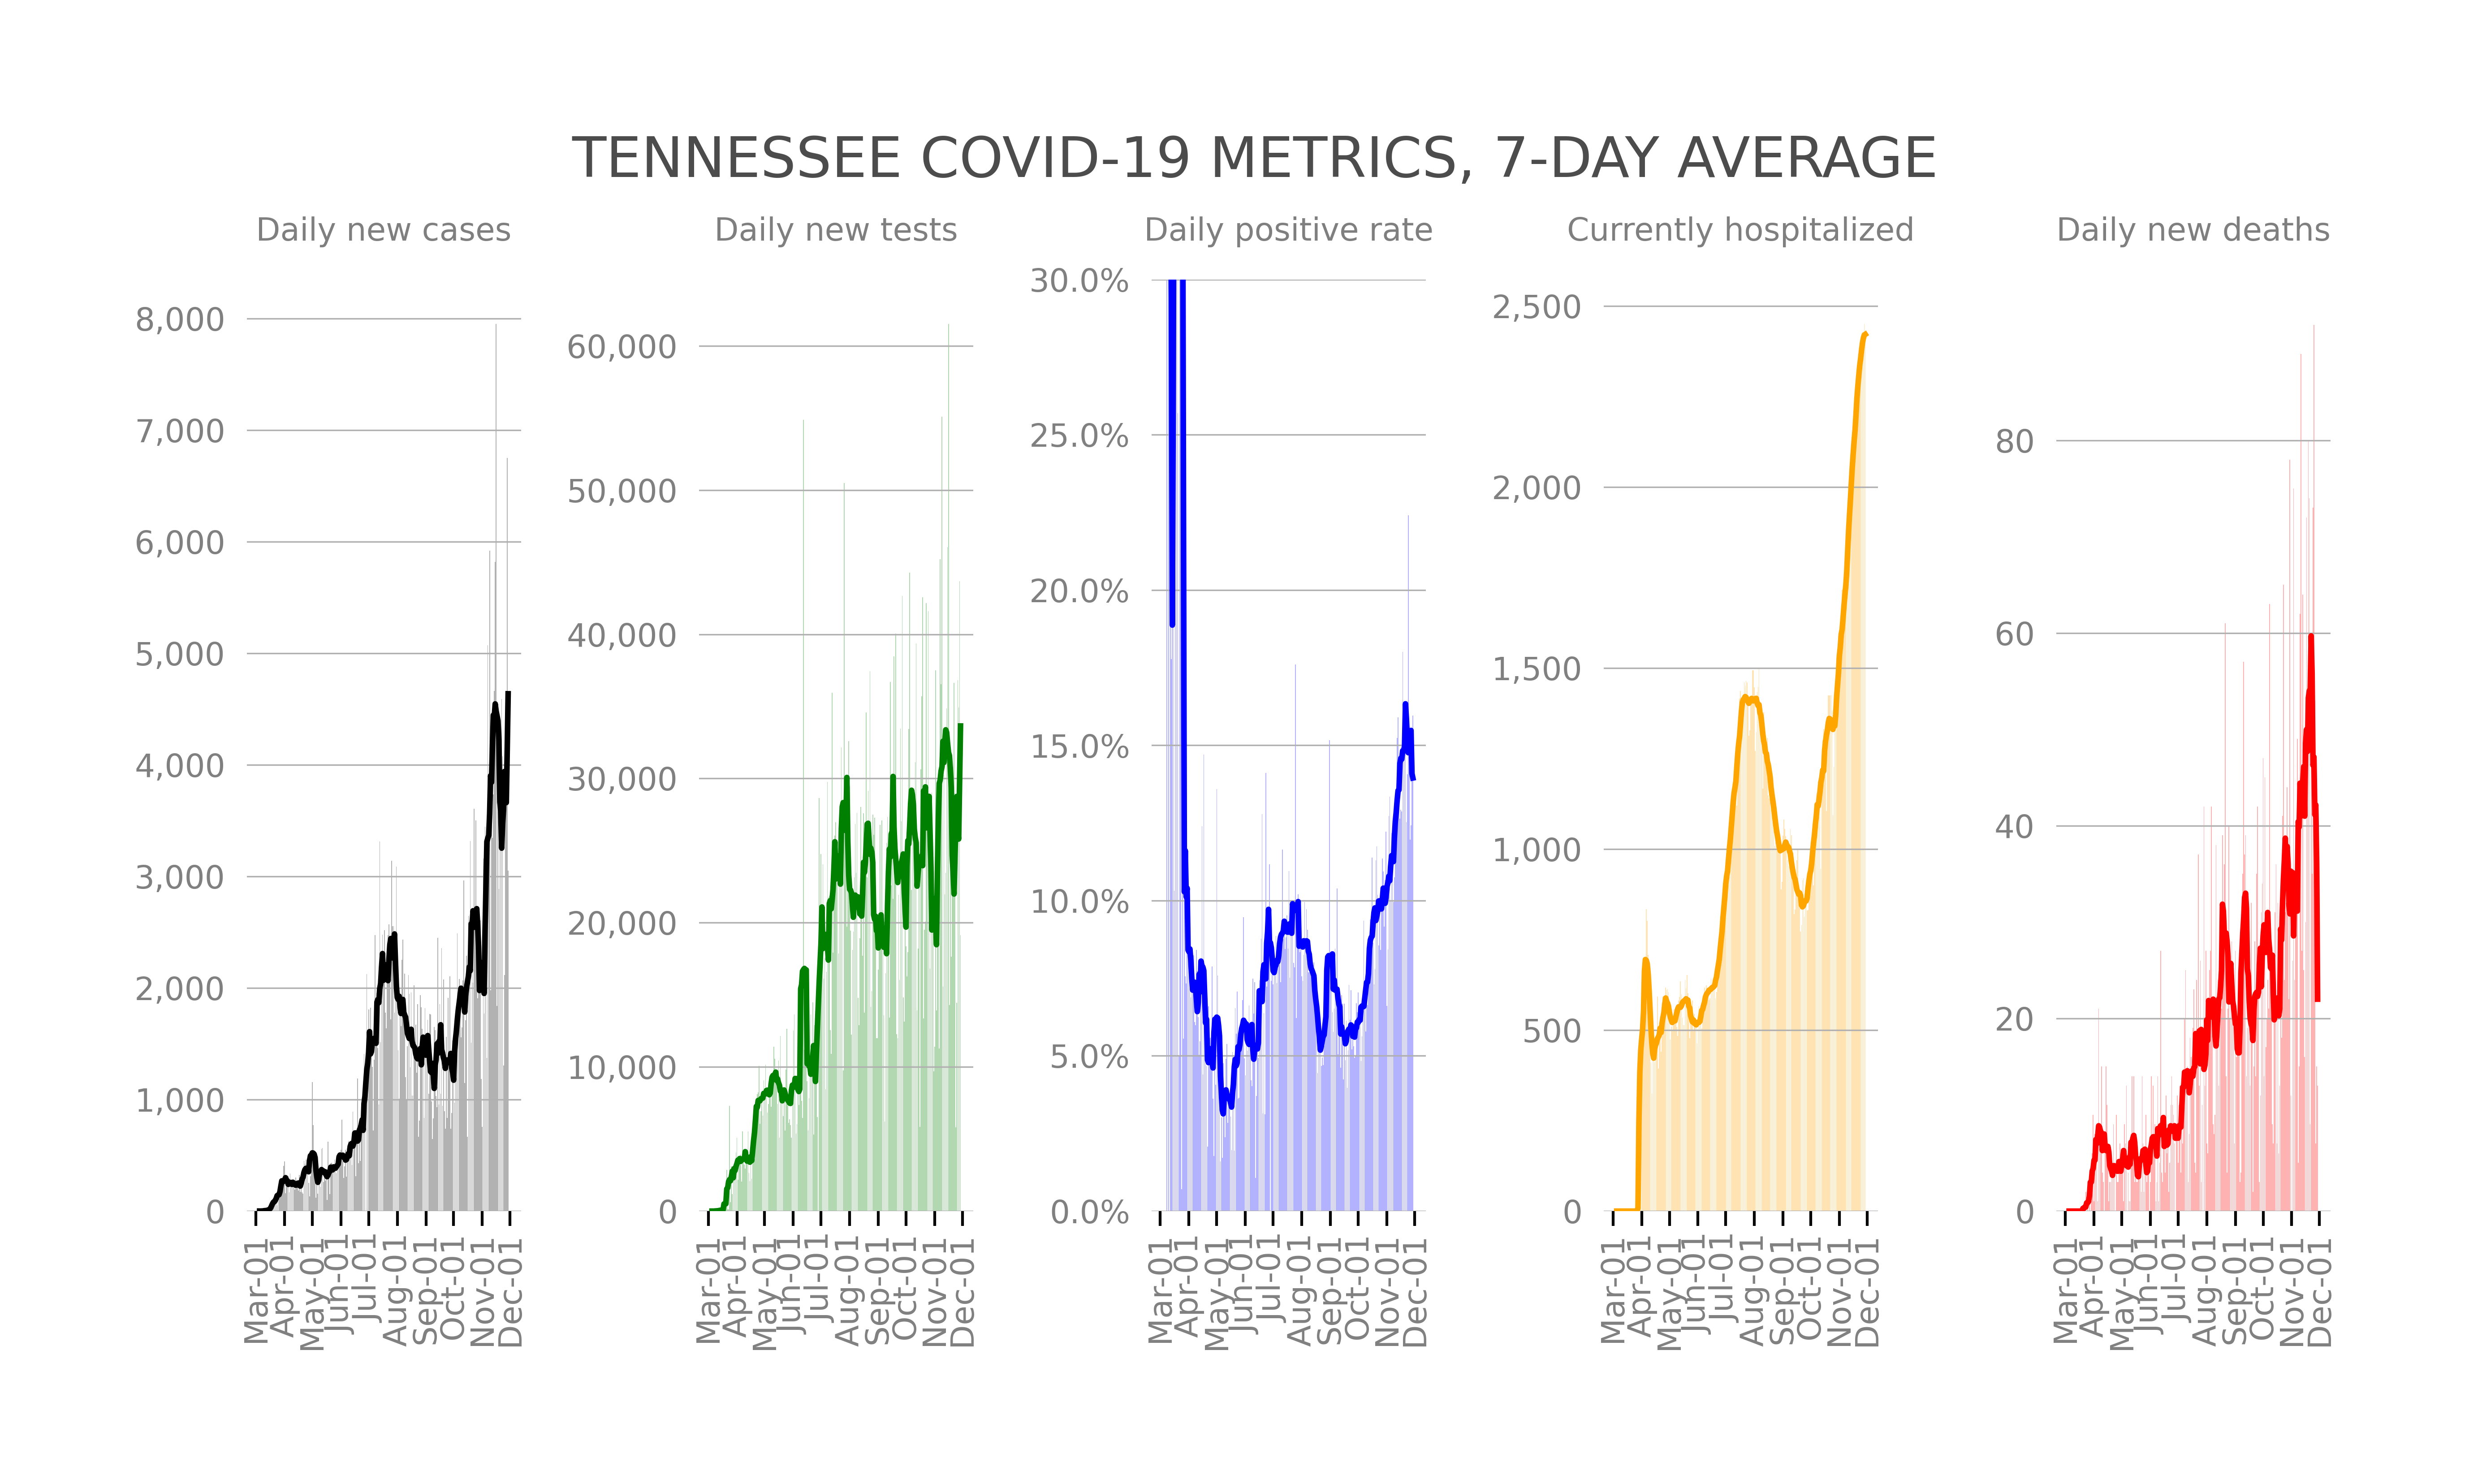 TENNESSEE COVID-19 METRICS, 7-DAY AVERAGE
Daily new cases
8,000
7,000
6,000
5,000
4,000
3,000
2,000
1,000
0
Mar-01
Apr-01
May-01
Jun-01
Jul-01
Aug-01
Sep-01
Oct-01
Nov-01
Dec-01
Daily new tests
60,000
50,000
40,000
30,000
20,000
10,000
0
Mar-01
Apr-01
May-01
Jun-01
Jul-01
Aug-01
Sep-01
Oct-01
Nov-01
Dec-01
Daily positive rate
30.0%
25.0%
20.0%
15.0%
10.0%
5.0%
0.0%
Mar-01
Apr-01
May-01
Jun-01
Jul-01
Aug-01
Sep-01
Oct-01
Nov-01
Dec-01
Currently hospitalized
2,500
2,000
1,500
1,000
500
0
Mar-01
Apr-01
May-01
Jun-01
Jul-01
Aug-01
Sep-01
Oct-01
Nov-01
Dec-01
Daily new deaths
80
60
40
20
0
Mar-01
Apr-01
May-01
Jun-01
Jul-01
Aug-01
Sep-01
Oct-01
Nov-01
Dec-01